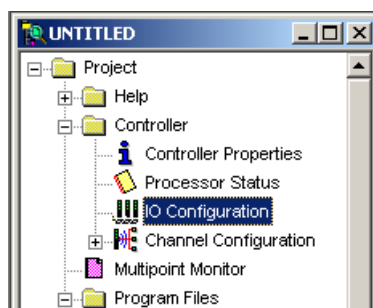 UNTITLED
Project
Help
Controller
Controller Properties
Processor Status
IO Configuration
Channel Configuration
Multipoint Monitor
Program Files